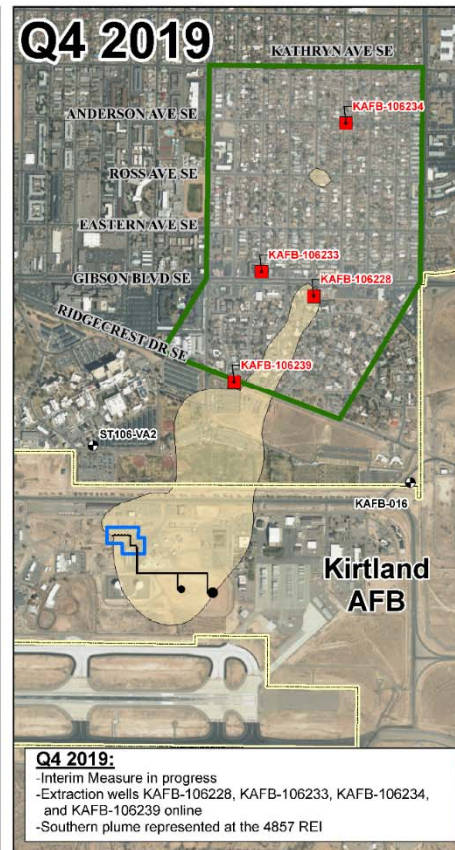 Q4 2019
KATHRYN AVE SE
KAFB-106234
ANDERSON AVE SE
ROSS AVE SE
EASTERN AVE SE
KAFB-106233
GIBSON BLVD SE
KAFB-106228
RIDGECREST DR SE
KAFB-106239
ST106-VA2
KAFB-016
Kirtland
AFB
Q4 2019:
-Interim Measure in progress
-Extraction wells KAFB-106228, KAFB-106233, KAFB-106234,
and KAFB-106239 online
-Southern plume represented at the 4857 REI